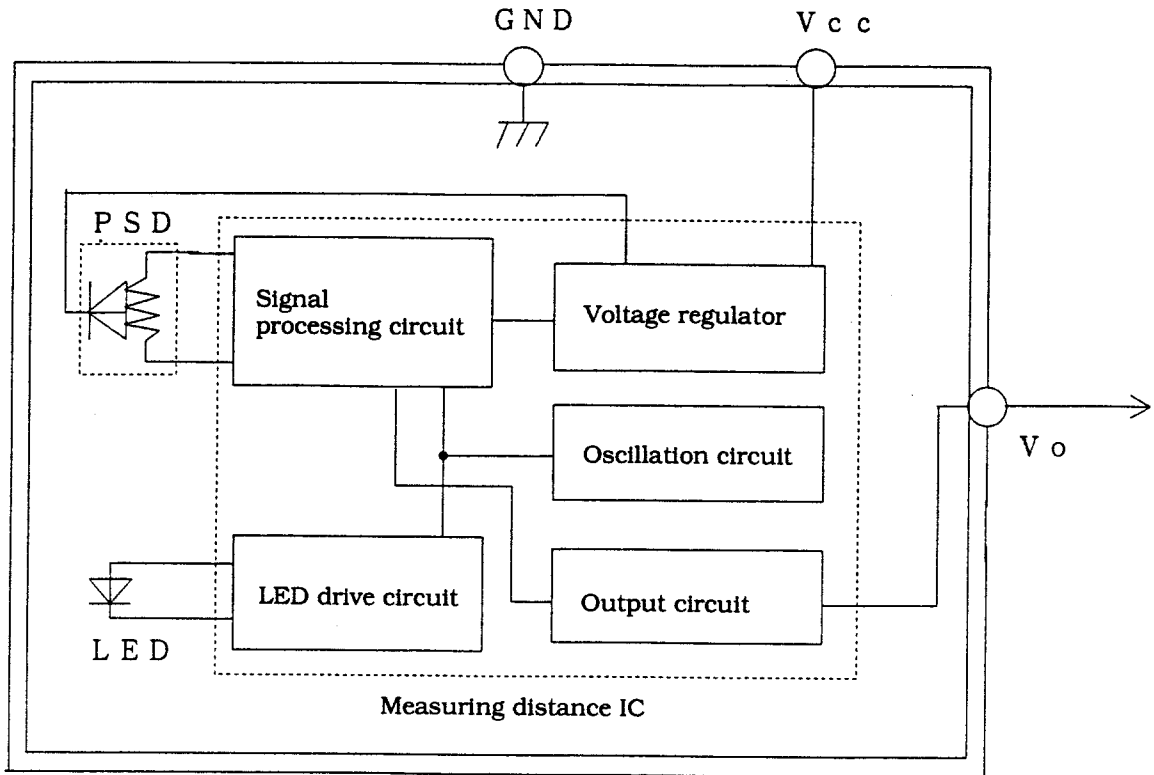 GND
Vcc
PSD
Signal
processing circuit
Voltage regulator
Oscillation circuit
Vo
LED drive circuit
Output circuit
LED
Measuring distance IC